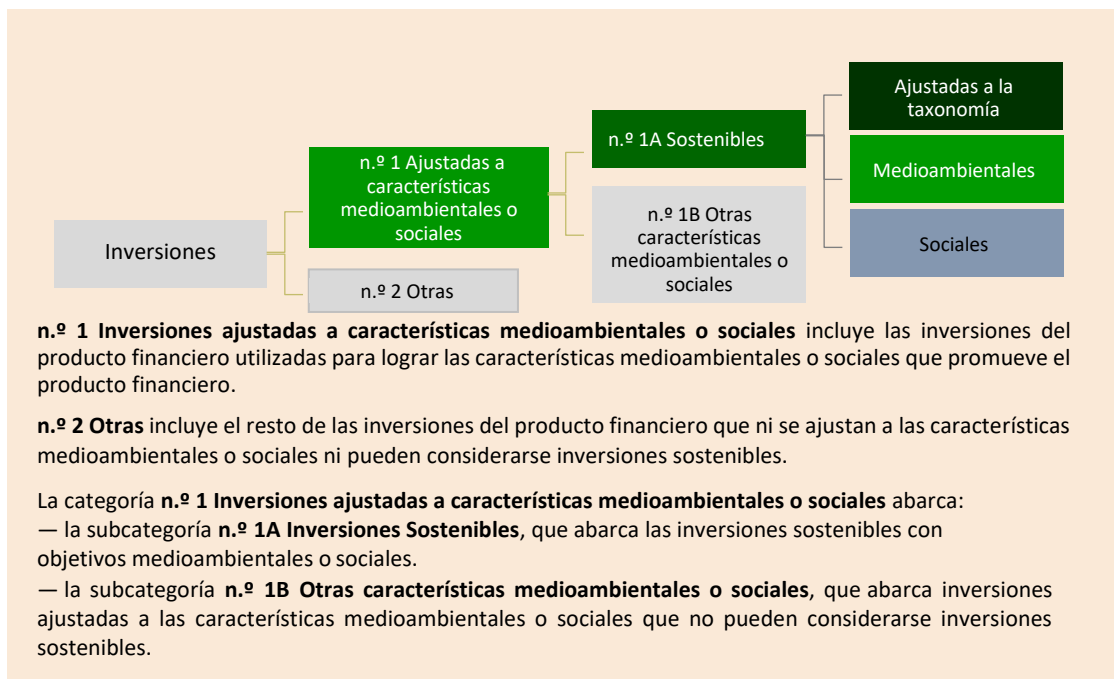 Ajustadas a la
taxonomía
n.º 1A Sostenibles
n.º 1 Ajustadas a
características
medioambientales o
sociales
Medioambientales
n.º 1B Otras
características
medioambientales o
sociales
Inversiones
Sociales
n.º 2 Otras
n.º 1 Inversiones ajustadas a características medioambientales o sociales incluye las inversiones del
producto financiero utilizadas para lograr las características medioambientales o sociales que promueve el
producto financiero.
n.º 2 Otras incluye el resto de las inversiones del producto financiero que ni se ajustan a las características
medioambientales o sociales ni pueden considerarse inversiones sostenibles.
La categoría n.º 1 Inversiones ajustadas a características medioambientales o sociales abarca:
— la subcategoría n.º 1A Inversiones Sostenibles, que abarca las inversiones sostenibles con
objetivos medioambientales o sociales.
— la subcategoría n.º 1B Otras características medioambientales o sociales, que abarca inversiones
ajustadas a las características medioambientales o sociales que no pueden considerarse inversiones
sostenibles.